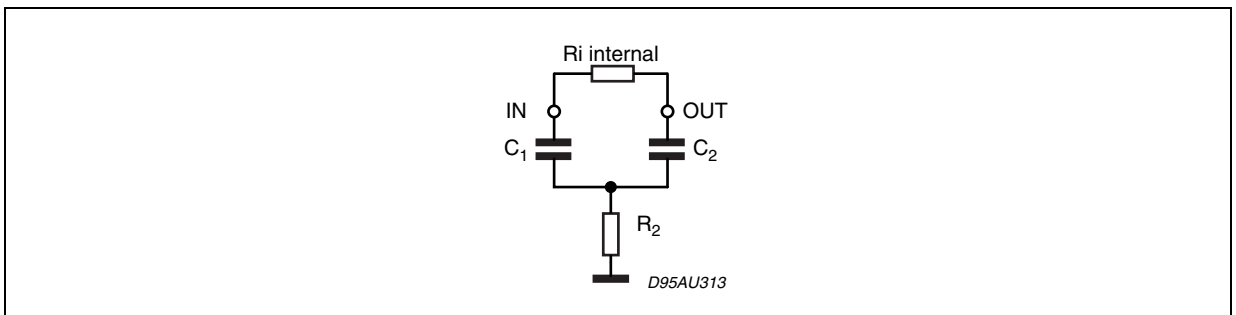 Ri internal
IN OUT
C₁ C₂
R₂
D95AU313